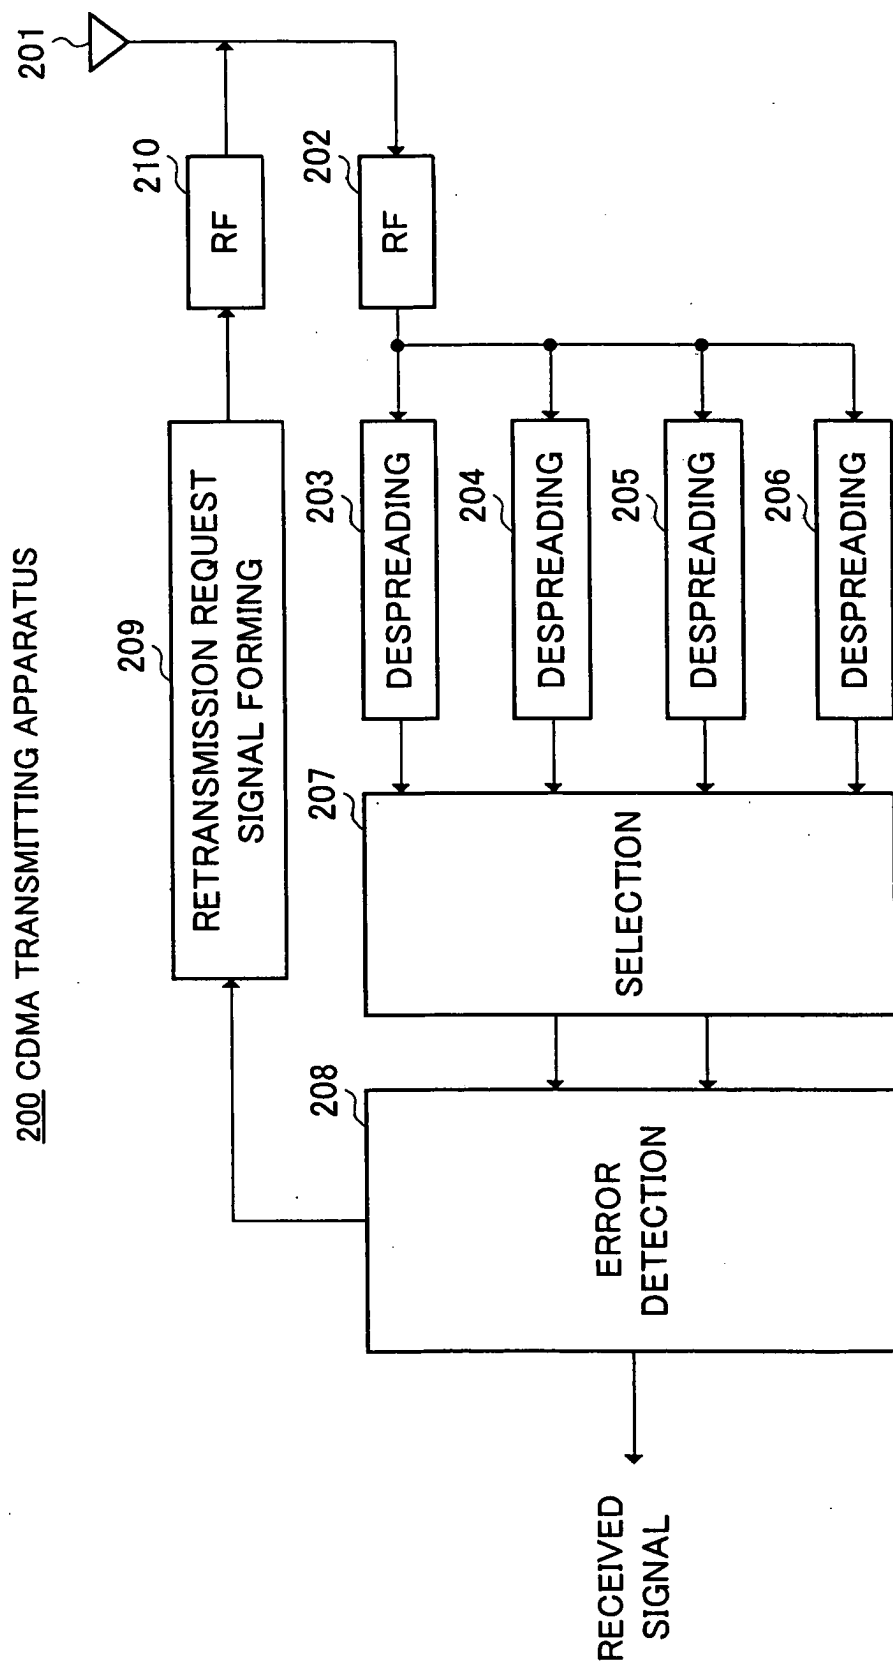 200 CDMA TRANSMITTING APPARATUS
201
210
RF
202
RF
209
RETRANSMISSION REQUEST
SIGNAL FORMING
203
DESPREADING
204
DESPREADING
205
DESPREADING
206
DESPREADING
207
SELECTION
208
ERROR
DETECTION
RECEIVED
SIGNAL